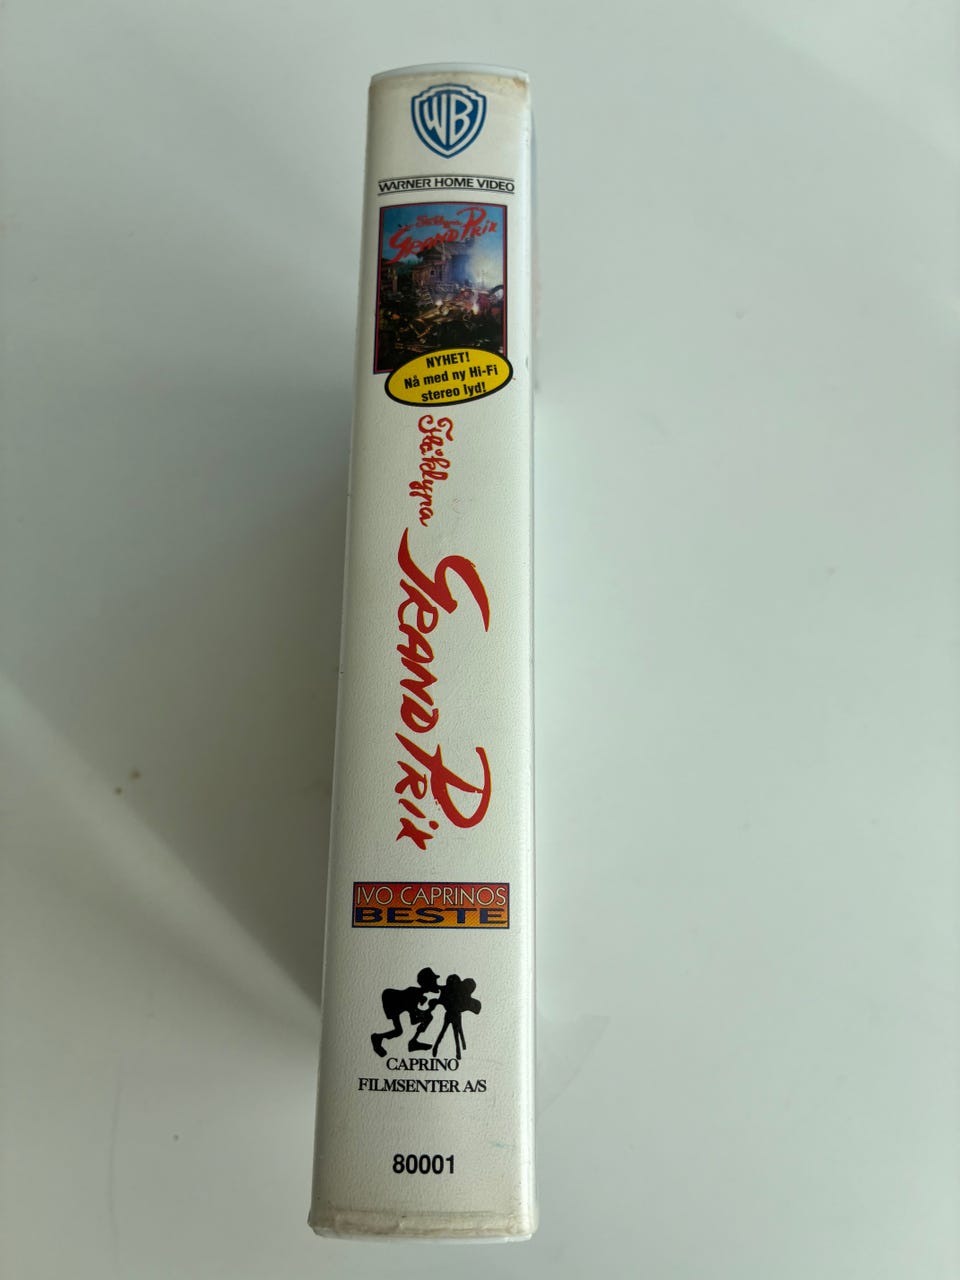 WB
WARNER HOME VIDEO
GRAND PRIX
NYHET!
Nå med ny Hi-Fi
stereo lyd!
Flåklypa
GRAND PRIX
IVO CAPRINOS
BESTE
CAPRINO
FILMSENTER A/S
80001